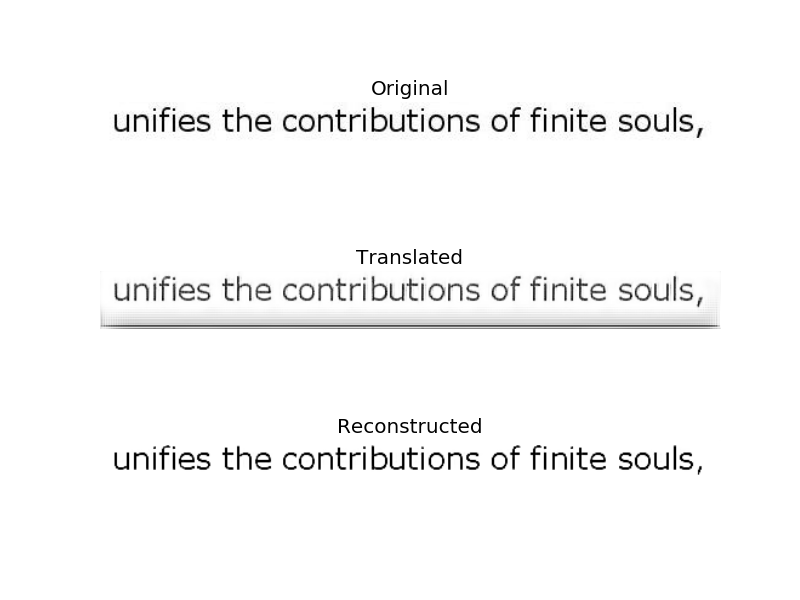 Original
unifies the contributions of finite souls,
Translated
unifies the contributions of finite souls,
Reconstructed
unifies the contributions of finite souls,